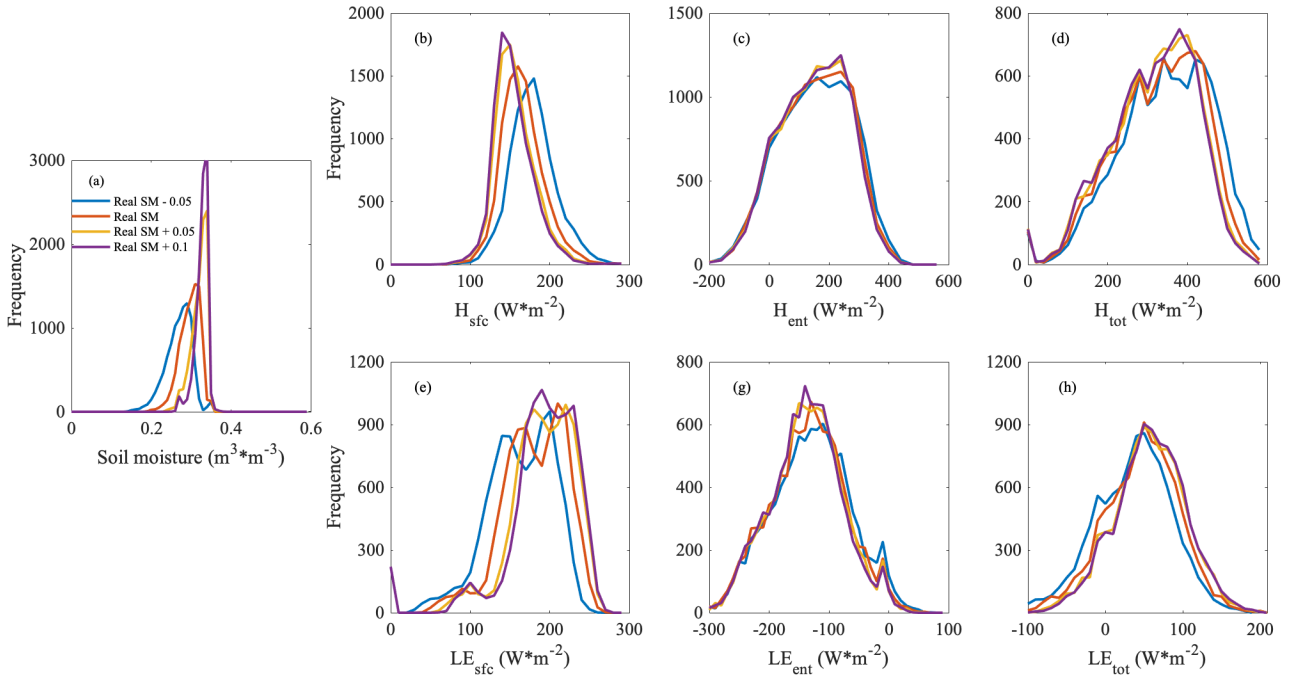 (a)
Real SM - 0.05
Real SM
Real SM + 0.05
Real SM + 0.1
3000
2000
1000
0
Frequency
0 0.2 0.4 0.6
Soil moisture (m³*m⁻³)
(b)
2000
1500
1000
500
0
Frequency
0 100 200 300
H_sfc (W*m⁻²)
(c)
1500
1000
500
0
-200 0 200 400 600
H_ent (W*m⁻²)
(d)
800
600
400
200
0
0 200 400 600
H_tot (W*m⁻²)
(e)
1200
900
600
300
0
Frequency
0 100 200 300
LE_sfc (W*m⁻²)
(g)
800
600
400
200
0
-300 -200 -100 0 100
LE_ent (W*m⁻²)
(h)
1200
900
600
300
0
-100 0 100 200
LE_tot (W*m⁻²)